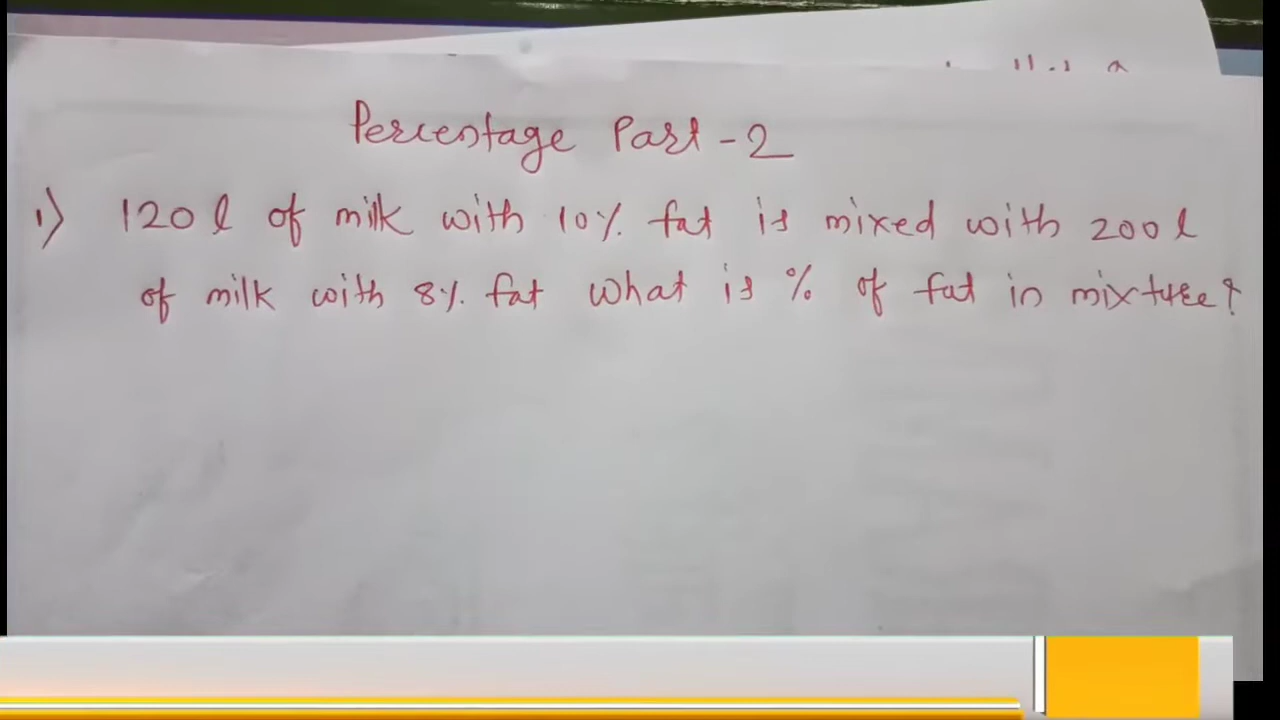 Percentage Part-2
1) 120 l of milk with 10% fat is mixed with 200 l
of milk with 8% fat what is % of fat in mixture?